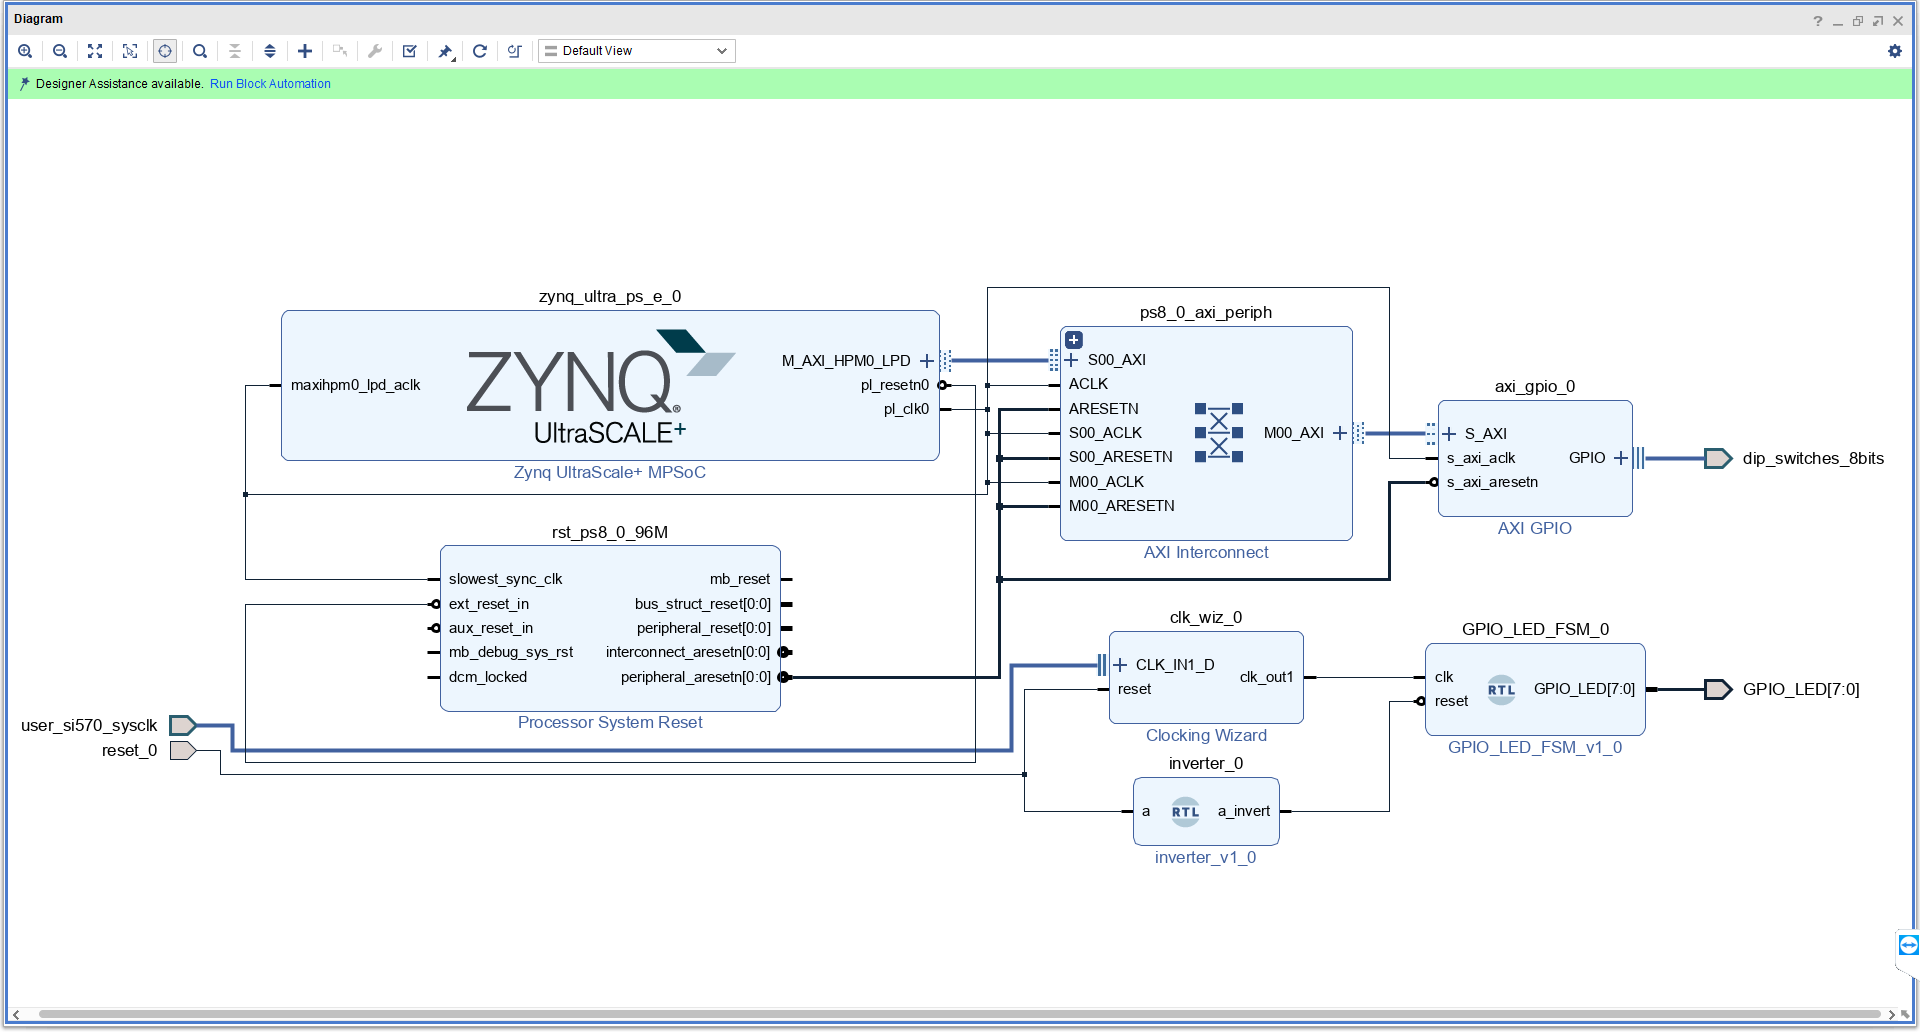 Diagram
Default View
Designer Assistance available. Run Block Automation
zynq_ultra_ps_e_0
maxihpm0_lpd_aclk
ZYNQ®
UltraSCALE+
M_AXI_HPM0_LPD
pl_resetn0
pl_clk0
Zynq UltraScale+ MPSoC
ps8_0_axi_periph
S00_AXI
ACLK
ARESETN
S00_ACLK
S00_ARESETN
M00_ACLK
M00_ARESETN
M00_AXI
AXI Interconnect
axi_gpio_0
S_AXI
s_axi_aclk
s_axi_aresetn
GPIO
AXI GPIO
dip_switches_8bits
rst_ps8_0_96M
slowest_sync_clk
ext_reset_in
aux_reset_in
mb_debug_sys_rst
dcm_locked
mb_reset
bus_struct_reset[0:0]
peripheral_reset[0:0]
interconnect_aresetn[0:0]
peripheral_aresetn[0:0]
Processor System Reset
user_si570_sysclk
reset_0
clk_wiz_0
CLK_IN1_D
reset
clk_out1
Clocking Wizard
GPIO_LED_FSM_0
clk
reset
RTL
GPIO_LED[7:0]
GPIO_LED_FSM_v1_0
GPIO_LED[7:0]
inverter_0
a
RTL
a_invert
inverter_v1_0